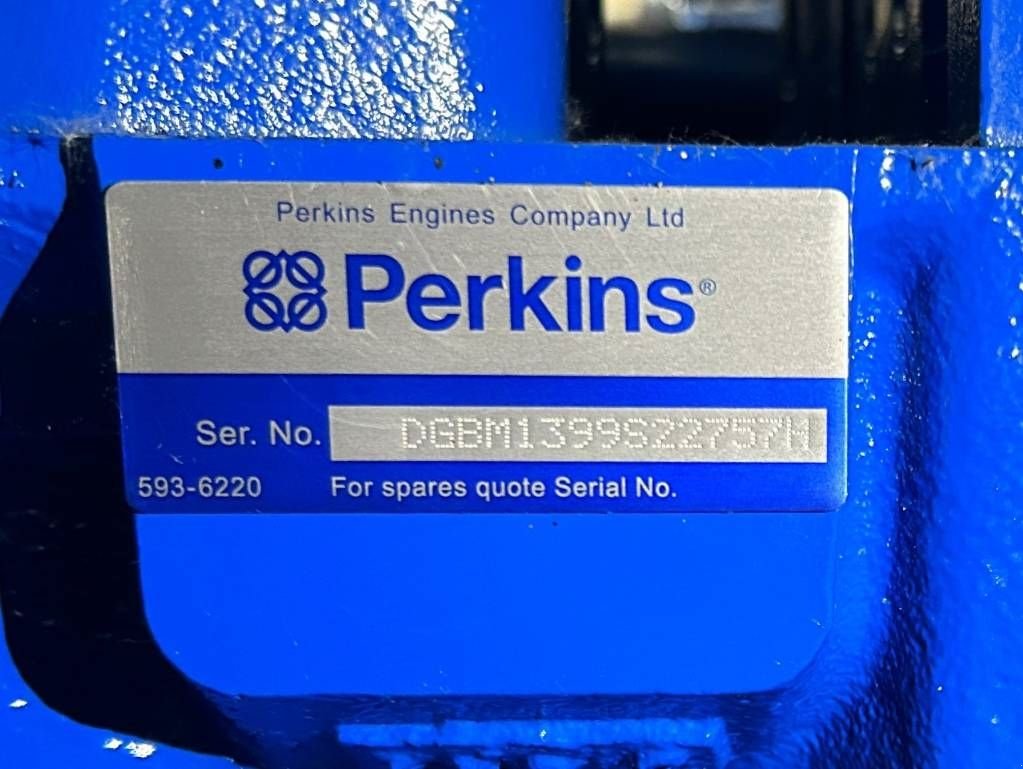 Perkins Engines Company Ltd
Perkins®
Ser. No. DGBM1399S22757H
593-6220 For spares quote Serial No.